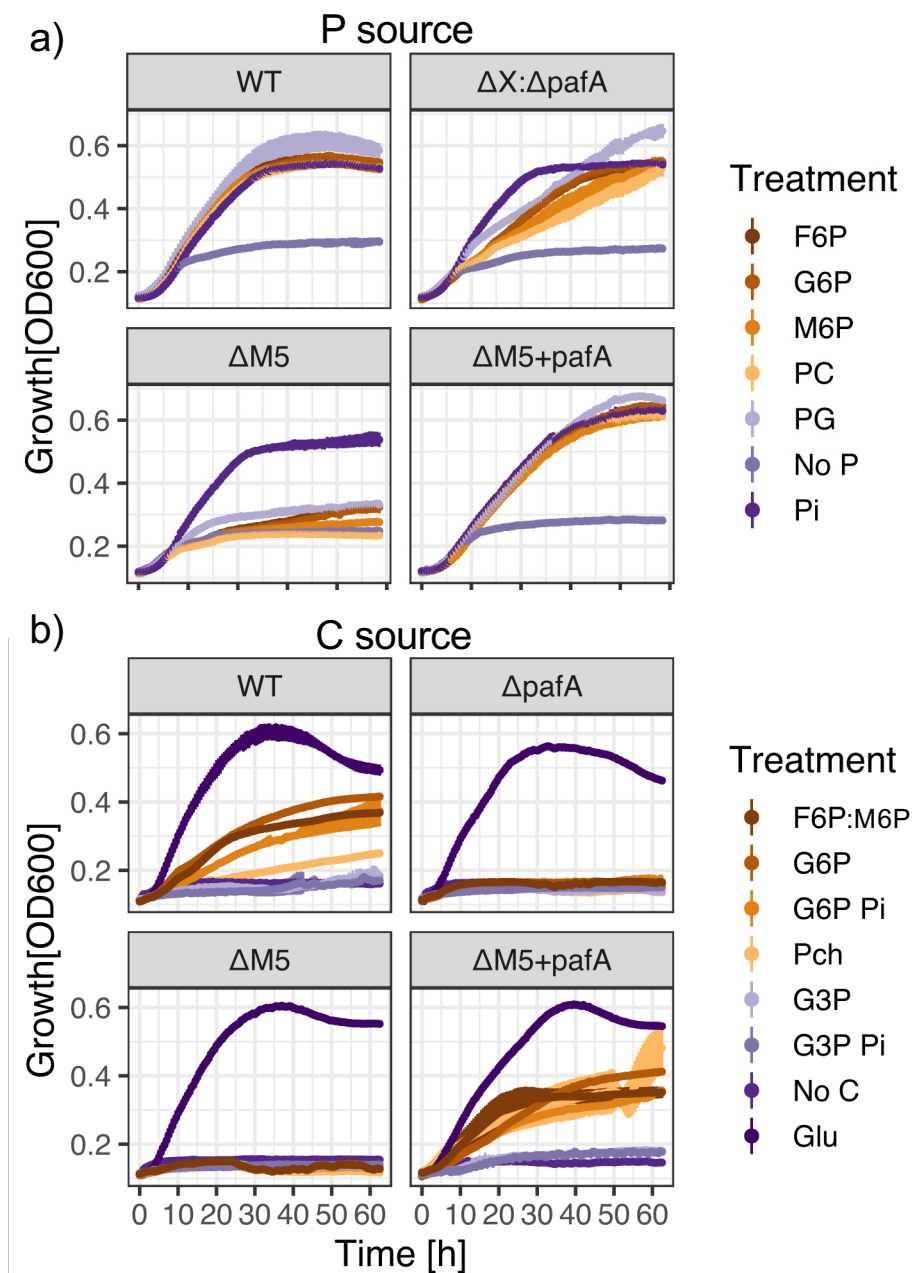 a)
P source
WT
ΔX:ΔpafA
ΔM5
ΔM5+pafA
Growth[OD600]
0.6
0.4
0.2
0.6
0.4
0.2
Treatment
F6P
G6P
M6P
PC
PG
No P
Pi
b)
C source
WT
ΔpafA
ΔM5
ΔM5+pafA
Growth[OD600]
0.6
0.4
0.2
0.6
0.4
0.2
0 10 20 30 40 50 60
0 10 20 30 40 50 60
Time [h]
Treatment
F6P:M6P
G6P
G6P Pi
Pch
G3P
G3P Pi
No C
Glu